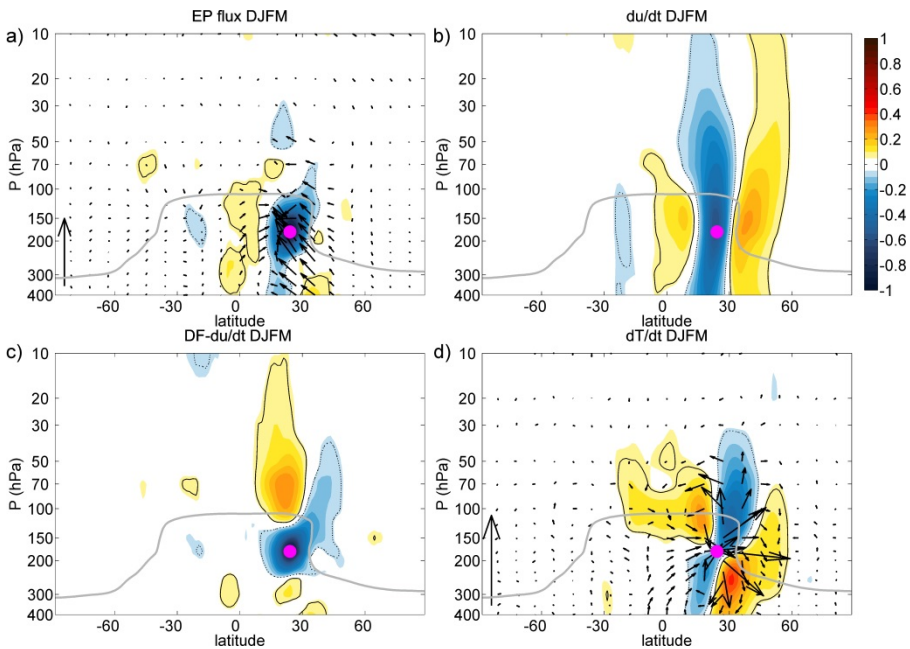 EP flux DJFM
a)
10
20
30
50
70
100
150
200
300
400
P (hPa)
-60 -30 0 30 60
latitude
du/dt DJFM
b)
10
20
30
50
70
100
150
200
300
400
P (hPa)
-60 -30 0 30 60
latitude
1
0.8
0.6
0.4
0.2
0
-0.2
-0.4
-0.6
-0.8
-1
DF-du/dt DJFM
c)
10
20
30
50
70
100
150
200
300
400
P (hPa)
-60 -30 0 30 60
latitude
dT/dt DJFM
d)
10
20
30
50
70
100
150
200
300
400
P (hPa)
-60 -30 0 30 60
latitude